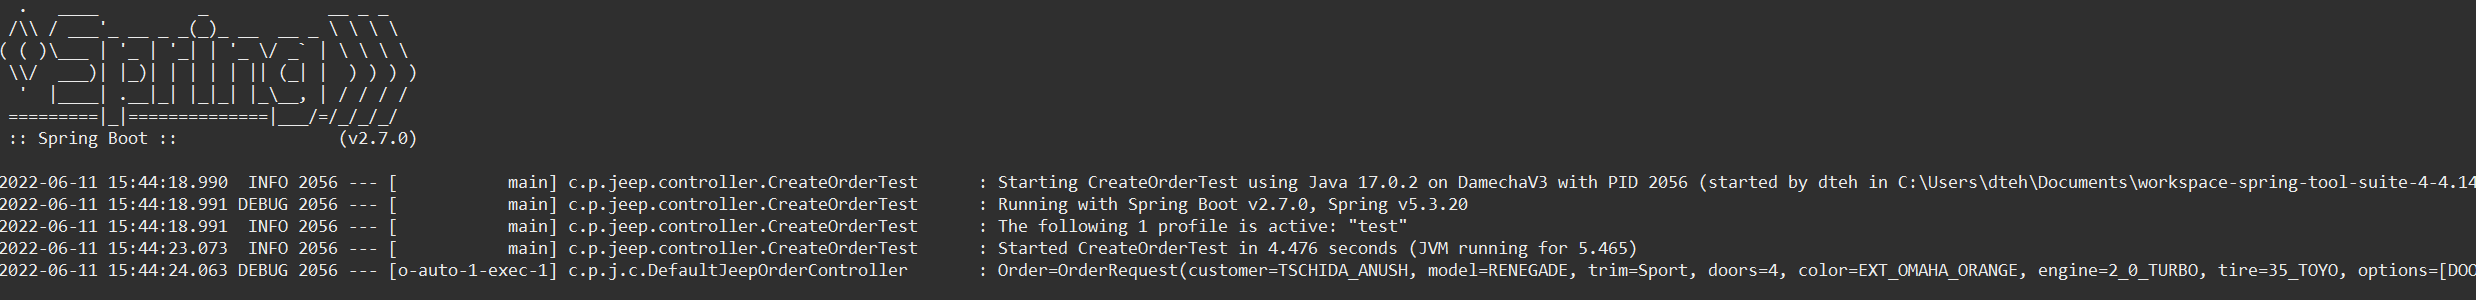 .   ____          _            __ _ _
 /\\ / ___'_ __ _ _(_)_ __  __ _ \ \ \ \
( ( )\___ | '_ | '_| | '_ \/ _` | \ \ \ \
 \\/  ___)| |_)| | | | | || (_| |  ) ) ) )
  '  |____| .__|_| |_|_| |_\__, | / / / /
 =========|_|==============|___/=/_/_/_/
 :: Spring Boot ::                (v2.7.0)
2022-06-11 15:44:18.990  INFO 2056 --- [           main] c.p.jeep.controller.CreateOrderTest      : Starting CreateOrderTest using Java 17.0.2 on DamechaV3 with PID 2056 (started by dteh in C:\Users\dteh\Documents\workspace-spring-tool-suite-4-4.14
2022-06-11 15:44:18.991 DEBUG 2056 --- [           main] c.p.jeep.controller.CreateOrderTest      : Running with Spring Boot v2.7.0, Spring v5.3.20
2022-06-11 15:44:18.991  INFO 2056 --- [           main] c.p.jeep.controller.CreateOrderTest      : The following 1 profile is active: "test"
2022-06-11 15:44:23.073  INFO 2056 --- [           main] c.p.jeep.controller.CreateOrderTest      : Started CreateOrderTest in 4.476 seconds (JVM running for 5.465)
2022-06-11 15:44:24.063 DEBUG 2056 --- [o-auto-1-exec-1] c.p.j.c.DefaultJeepOrderController       : Order=OrderRequest(customer=TSCHIDA_ANUSH, model=RENEGADE, trim=Sport, doors=4, color=EXT_OMAHA_ORANGE, engine=2_0_TURBO, tire=35_TOYO, options=[DOO